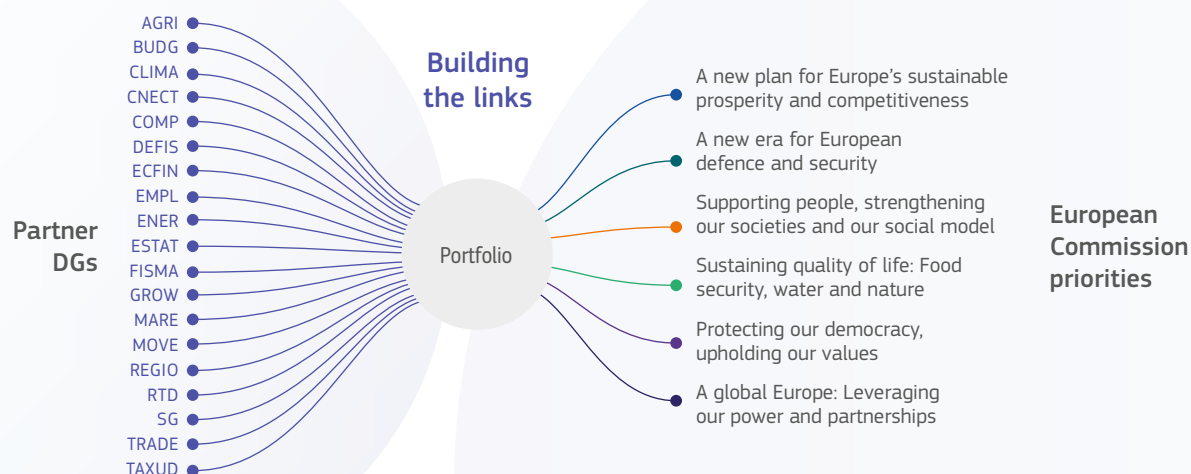 Partner
DGs
AGRI
BUDG
CLIMA
CNECT
COMP
DEFIS
ECFIN
EMPL
ENER
ESTAT
FISMA
GROW
MARE
MOVE
REGIO
RTD
SG
TRADE
TAXUD
Building
the links
Portfolio
A new plan for Europe’s sustainable
prosperity and competitiveness
A new era for European
defence and security
Supporting people, strengthening
our societies and our social model
Sustaining quality of life: Food
security, water and nature
Protecting our democracy,
upholding our values
A global Europe: Leveraging
our power and partnerships
European
Commission
priorities